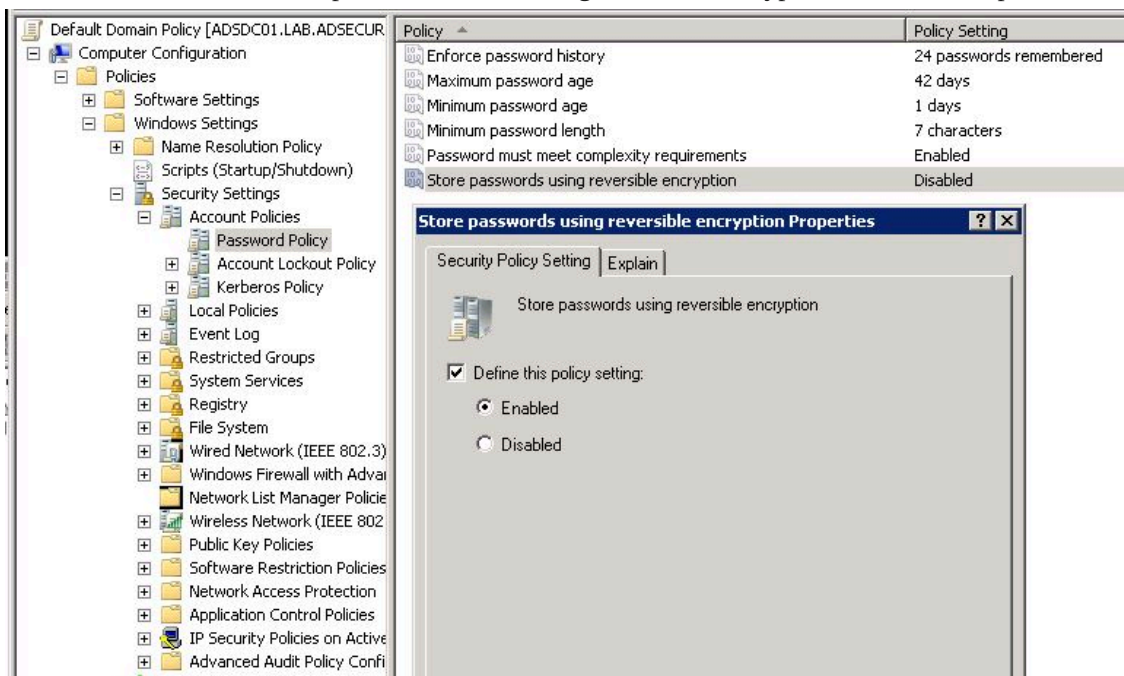 Default Domain Policy [ADSDC01.LAB.ADSECUR
Computer Configuration
Policies
Software Settings
Windows Settings
Name Resolution Policy
Scripts (Startup/Shutdown)
Security Settings
Account Policies
Password Policy
Account Lockout Policy
Kerberos Policy
Local Policies
Event Log
Restricted Groups
System Services
Registry
File System
Wired Network (IEEE 802.3)
Windows Firewall with Advan
Network List Manager Policie
Wireless Network (IEEE 802
Public Key Policies
Software Restriction Policies
Network Access Protection
Application Control Policies
IP Security Policies on Active
Advanced Audit Policy Confi
Policy Policy Setting
Enforce password history 24 passwords remembered
Maximum password age 42 days
Minimum password age 1 days
Minimum password length 7 characters
Password must meet complexity requirements Enabled
Store passwords using reversible encryption Disabled
Store passwords using reversible encryption Properties
Security Policy Setting Explain
Store passwords using reversible encryption
Define this policy setting:
Enabled
Disabled